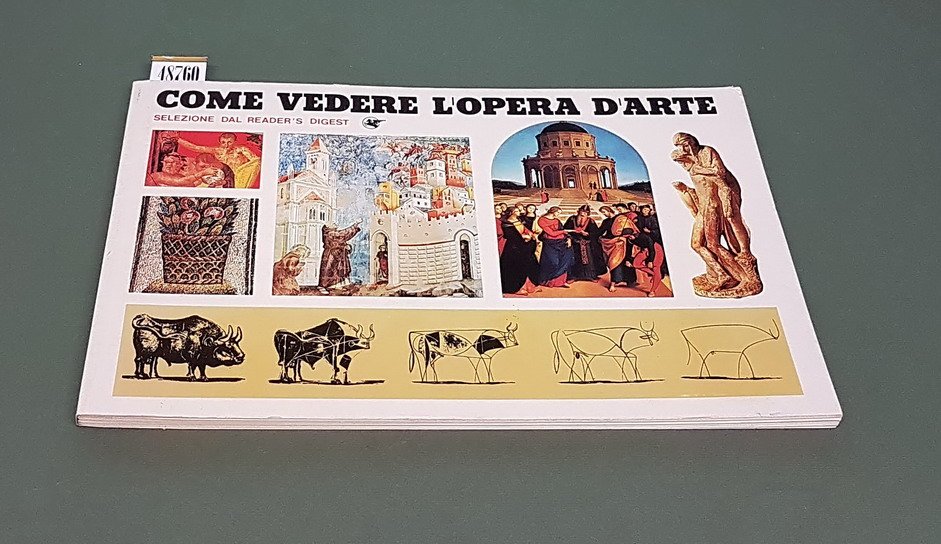 48760
COME VEDERE L'OPERA D'ARTE
SELEZIONE DAL READER'S DIGEST